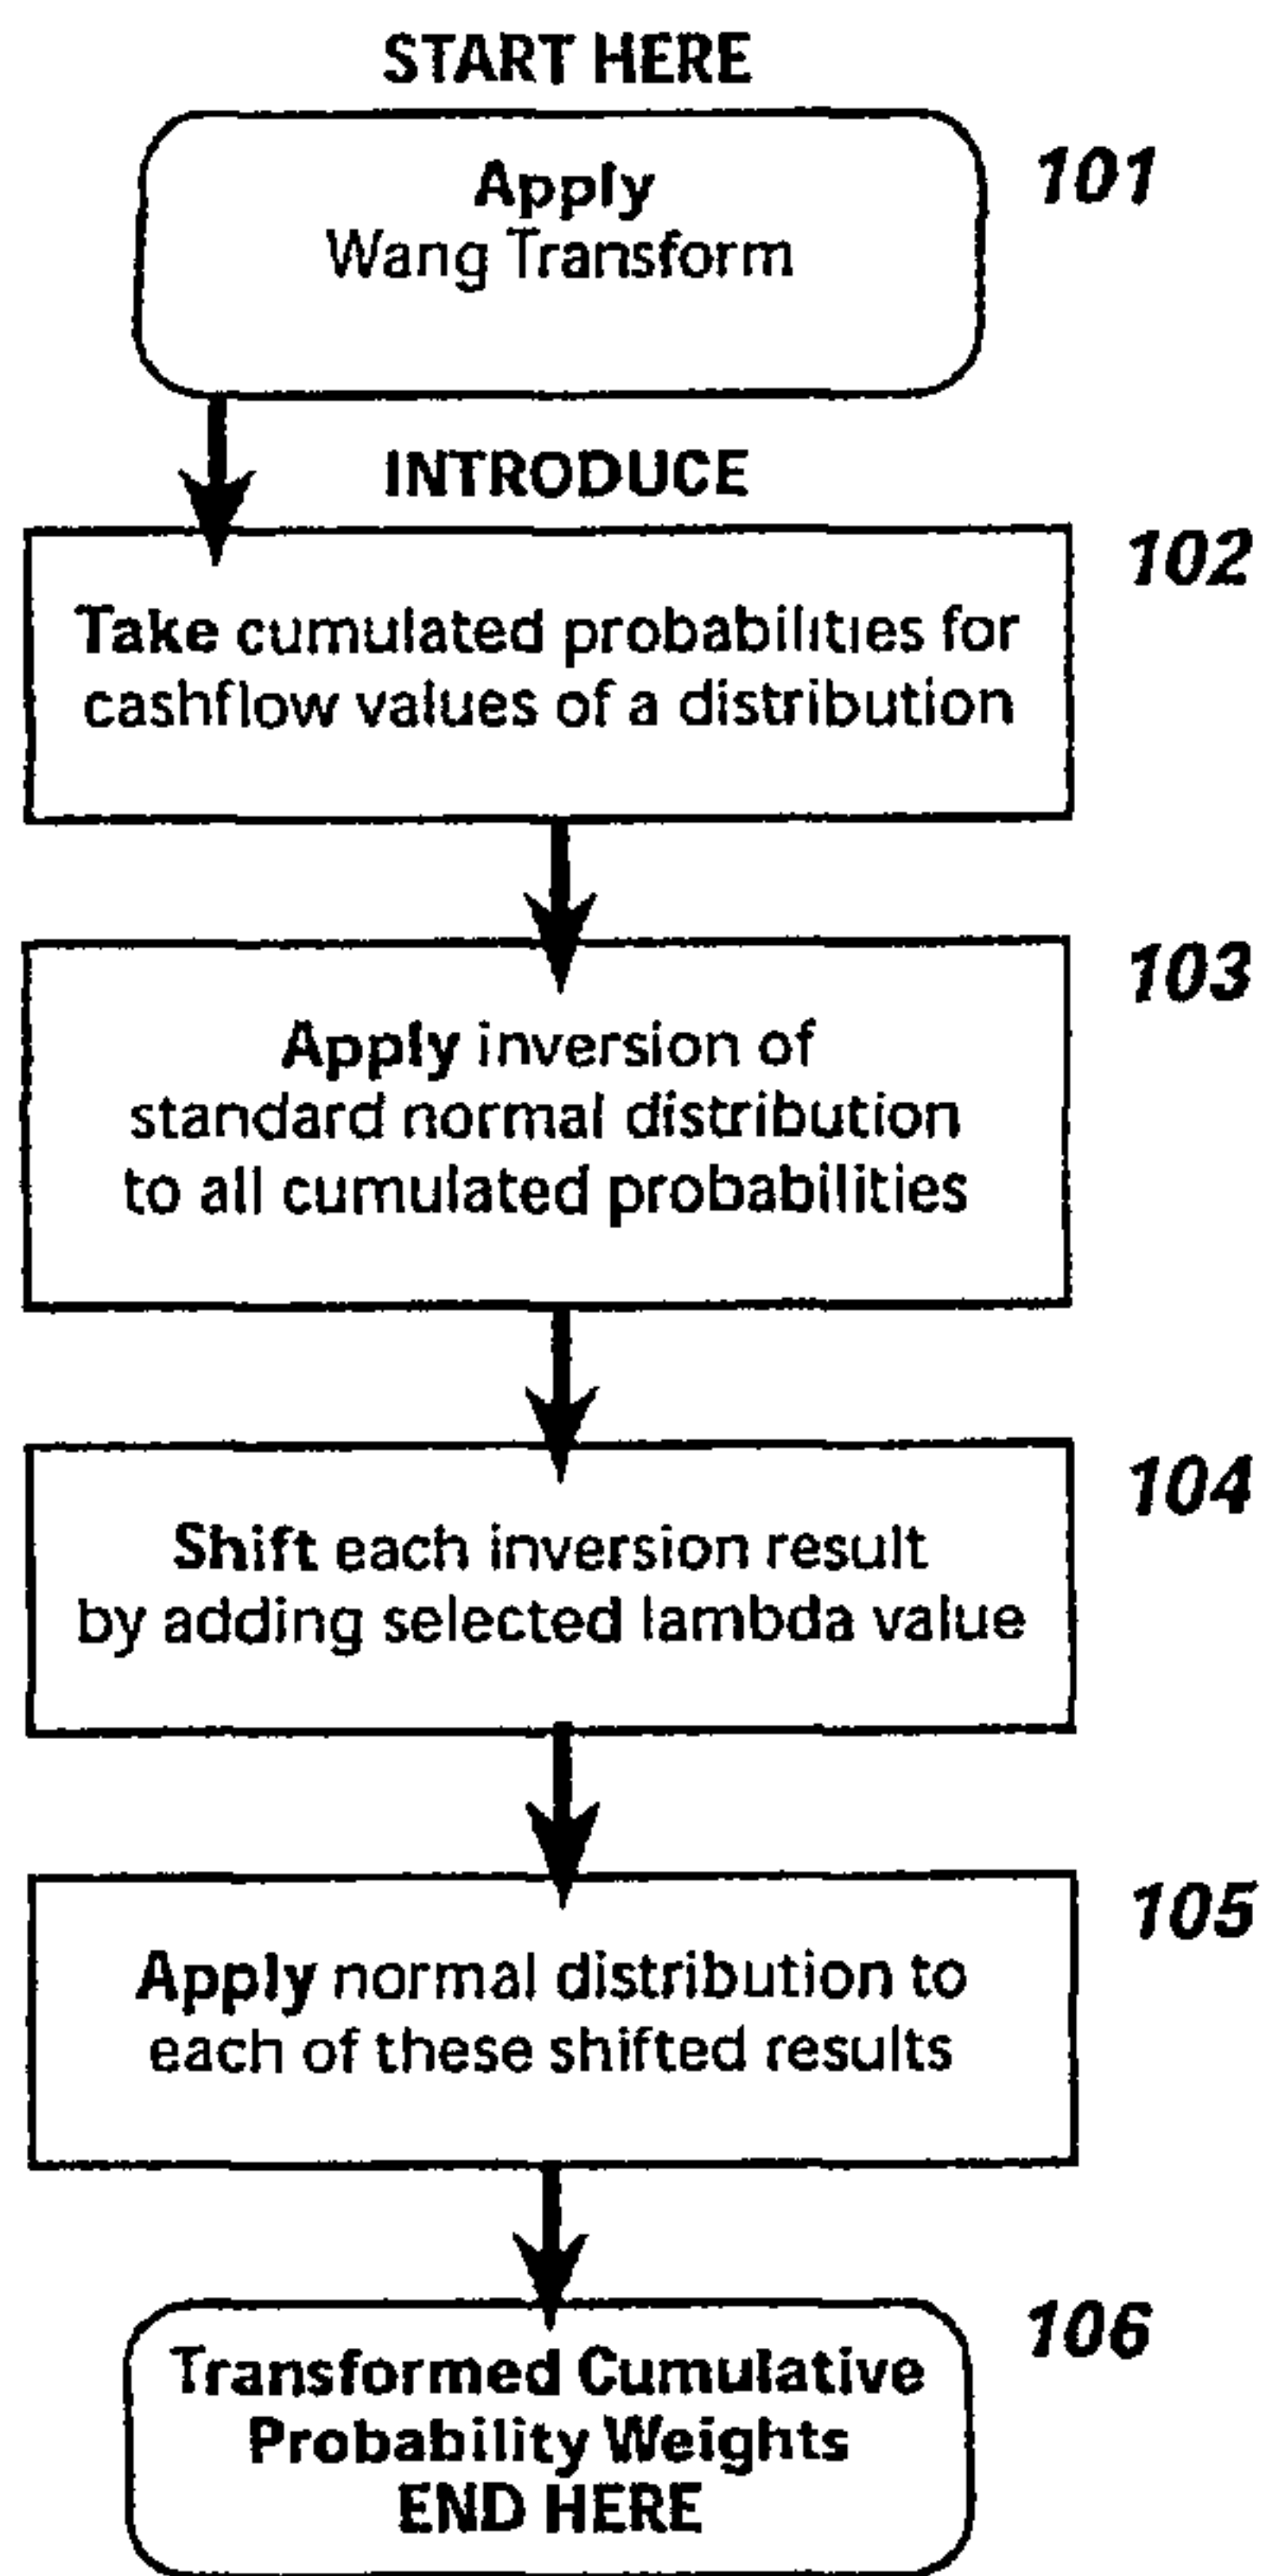 START HERE
Apply
Wang Transform
101
INTRODUCE
102
Take cumulated probabilities for
cashflow values of a distribution
103
Apply inversion of
standard normal distribution
to all cumulated probabilities
104
Shift each inversion result
by adding selected lambda value
105
Apply normal distribution to
each of these shifted results
106
Transformed Cumulative
Probability Weights
END HERE